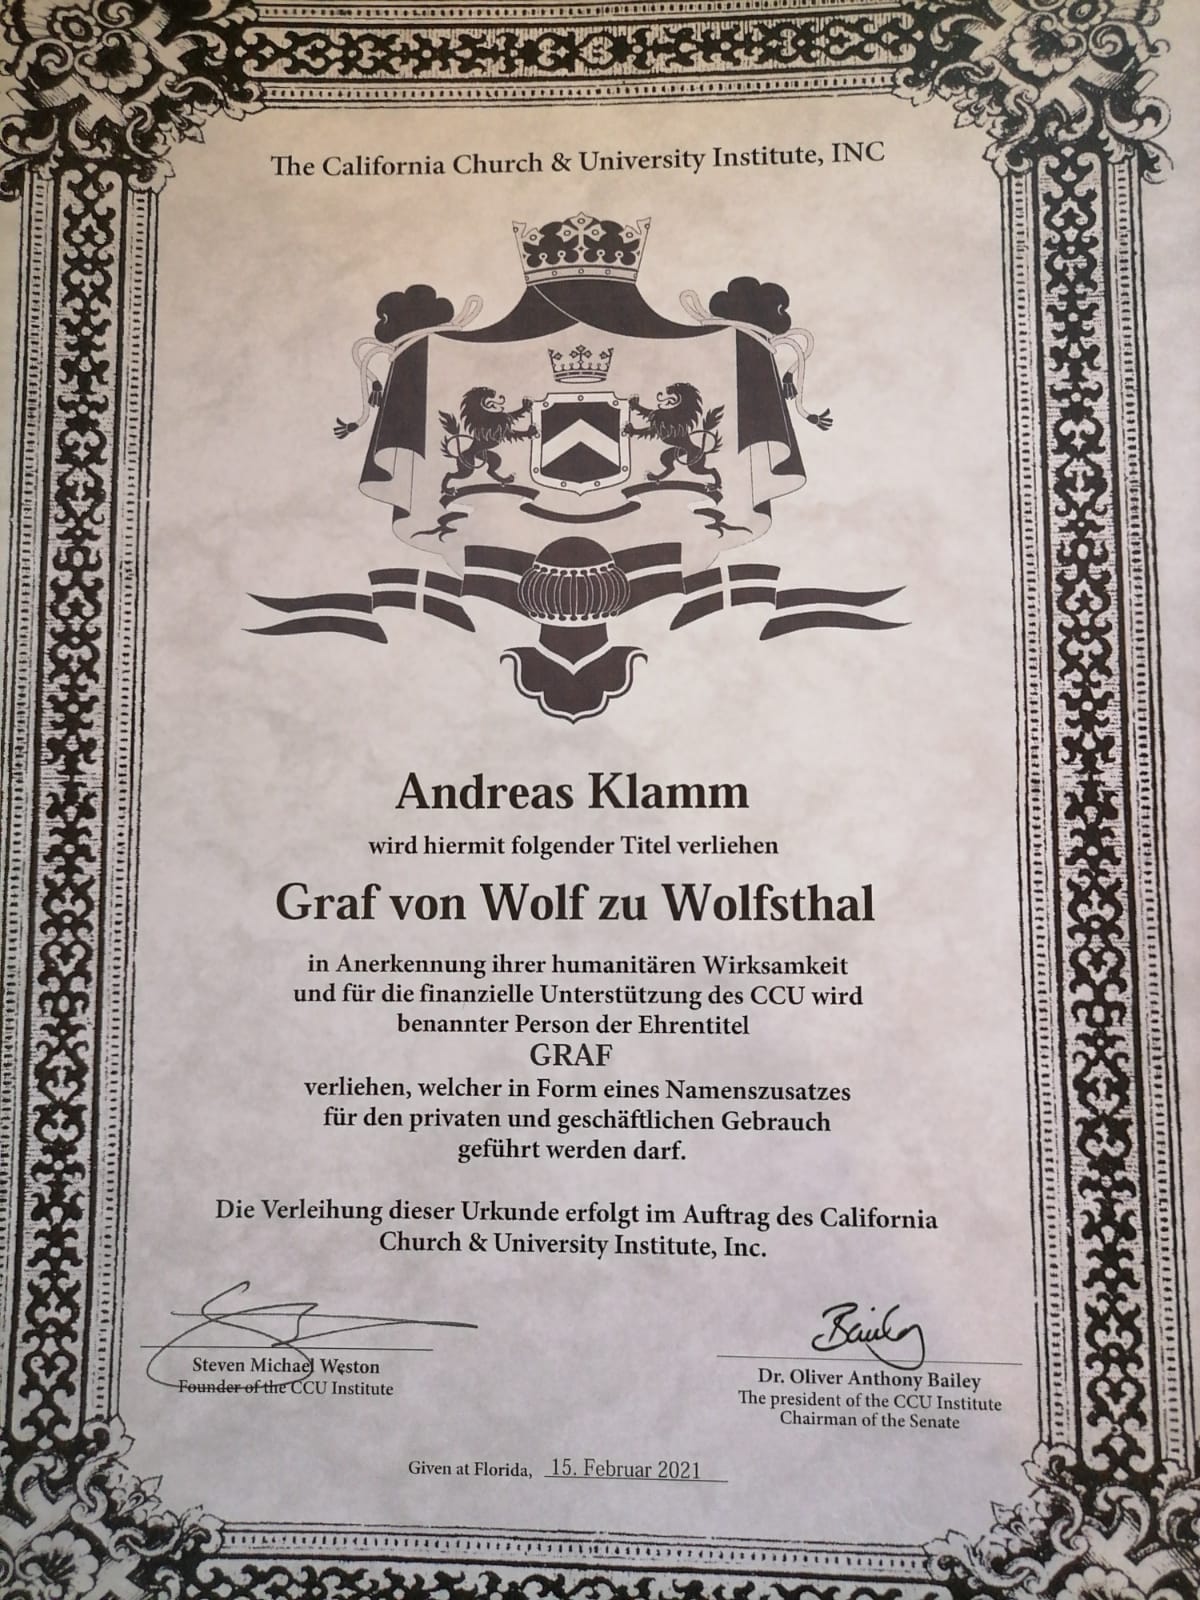 The California Church & University Institute, INC
Andreas Klamm
wird hiermit folgender Titel verliehen
Graf von Wolf zu Wolfsthal
in Anerkennung ihrer humanitären Wirksamkeit
und für die finanzielle Unterstützung des CCU wird
benannter Person der Ehrentitel
GRAF
verliehen, welcher in Form eines Namenszusatzes
für den privaten und geschäftlichen Gebrauch
geführt werden darf.
Die Verleihung dieser Urkunde erfolgt im Auftrag des California
Church & University Institute, Inc.
Bailey
Steven Michael Weston
Founder of the CCU Institute
Dr. Oliver Anthony Bailey
The president of the CCU Institute
Chairman of the Senate
Given at Florida, 15. Februar 2021